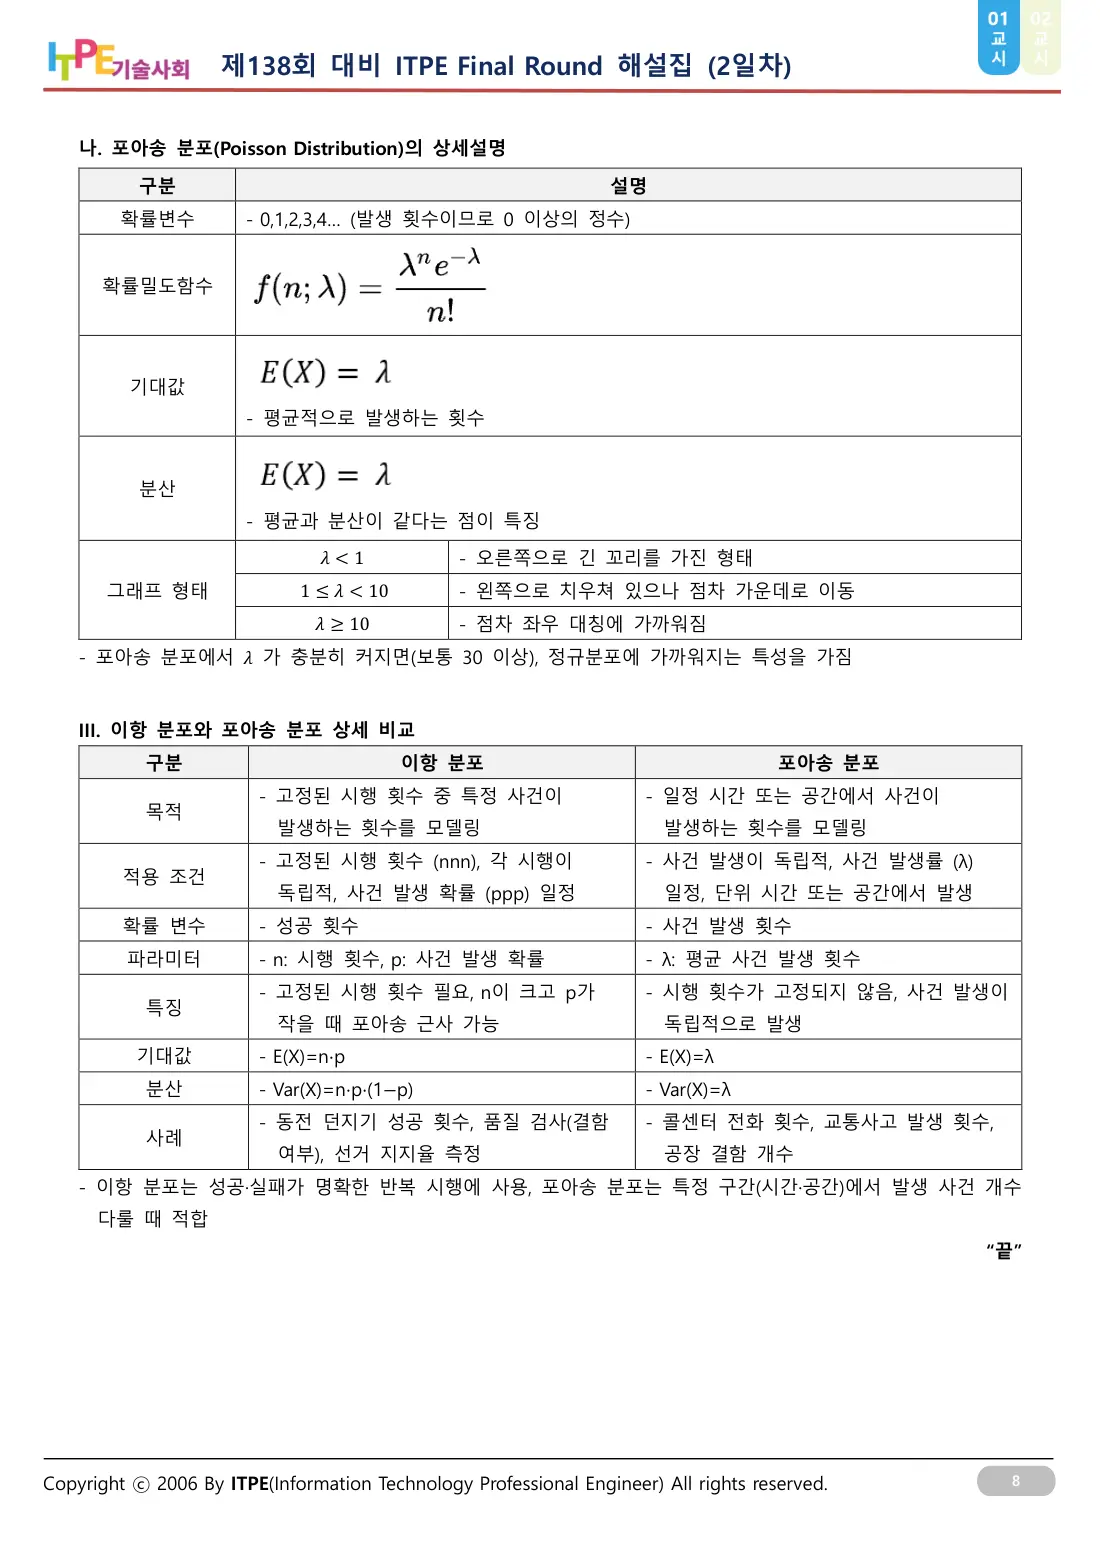 ITPE기술사회 제138회 대비 ITPE Final Round 해설집 (2일차)
01 교 시
02 교 시
나. 포아송 분포(Poisson Distribution)의 상세설명
구분 설명
확률변수 - 0,1,2,3,4... (발생 횟수이므로 0 이상의 정수)
확률밀도함수 f(n; λ) = λⁿe^{−λ} / n!
기대값 E(X) = λ
- 평균적으로 발생하는 횟수
분산 E(X) = λ
- 평균과 분산이 같다는 점이 특징
그래프 형태 λ < 1 - 오른쪽으로 긴 꼬리를 가진 형태
1 ≤ λ < 10 - 왼쪽으로 치우쳐 있으나 점차 가운데로 이동
λ ≥ 10 - 점차 좌우 대칭에 가까워짐
- 포아송 분포에서 λ 가 충분히 커지면(보통 30 이상), 정규분포에 가까워지는 특성을 가짐
III. 이항 분포와 포아송 분포 상세 비교
구분 이항 분포 포아송 분포
목적 - 고정된 시행 횟수 중 특정 사건이
발생하는 횟수를 모델링
- 일정 시간 또는 공간에서 사건이
발생하는 횟수를 모델링
적용 조건 - 고정된 시행 횟수 (nnn), 각 시행이
독립적, 사건 발생 확률 (ppp) 일정
- 사건 발생이 독립적, 사건 발생률 (λ)
일정, 단위 시간 또는 공간에서 발생
확률 변수 - 성공 횟수 - 사건 발생 횟수
파라미터 - n: 시행 횟수, p: 사건 발생 확률 - λ: 평균 사건 발생 횟수
특징 - 고정된 시행 횟수 필요, n이 크고 p가
작을 때 포아송 근사 가능
- 시행 횟수가 고정되지 않음, 사건 발생이
독립적으로 발생
기대값 - E(X)=n·p - E(X)=λ
분산 - Var(X)=n·p·(1−p) - Var(X)=λ
사례 - 동전 던지기 성공 횟수, 품질 검사(결함
여부), 선거 지지율 측정
- 콜센터 전화 횟수, 교통사고 발생 횟수,
공장 결함 개수
- 이항 분포는 성공·실패가 명확한 반복 시행에 사용, 포아송 분포는 특정 구간(시간·공간)에서 발생 사건 개수
다룰 때 적합
“끝”
Copyright ⓒ 2006 By ITPE(Information Technology Professional Engineer) All rights reserved. 8